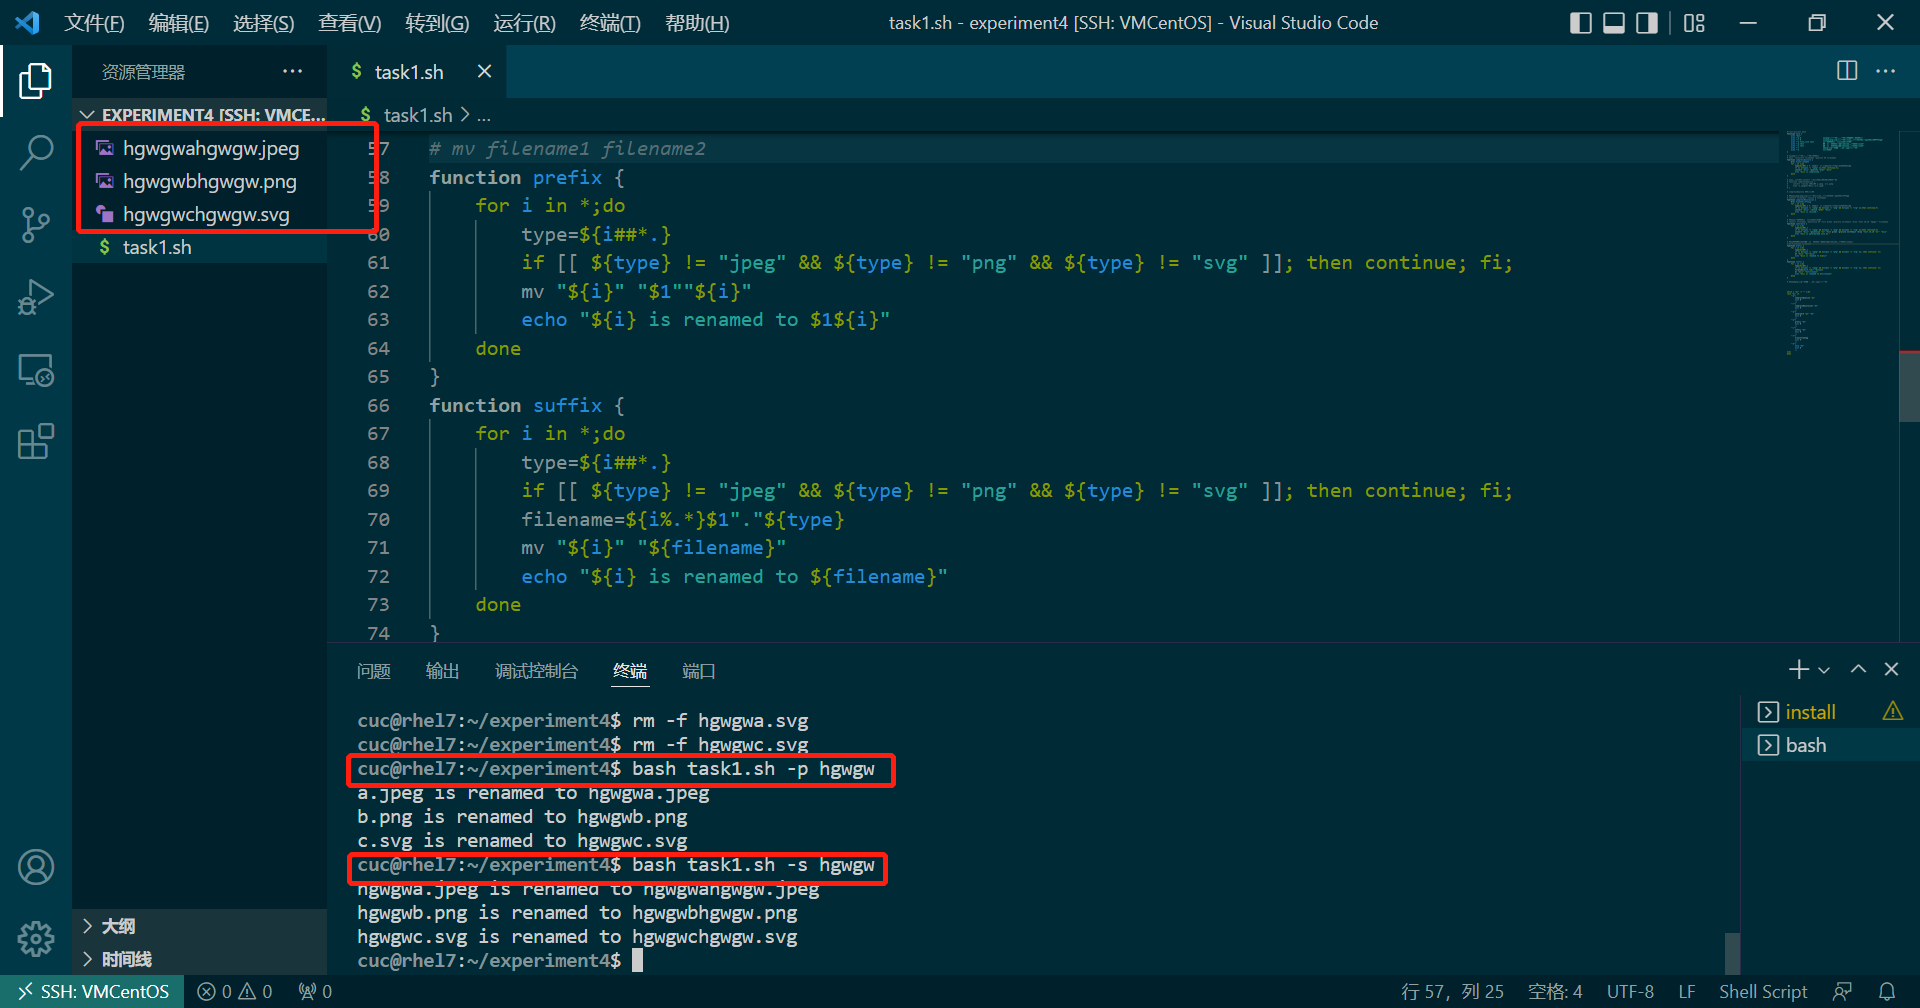 文件(F) 编辑(E) 选择(S) 查看(V) 转到(G) 运行(R) 终端(T) 帮助(H) task1.sh - experiment4 [SSH: VMCentOS] - Visual Studio Code
资源管理器 ···
EXPERIMENT4 [SSH: VMCE...
hgwgwahgwgw.jpeg
hgwgwbhgwgw.png
hgwgwchgwgw.svg
$ task1.sh
大纲
时间线
$ task1.sh
$ task1.sh > ...
57 # mv filename1 filename2
58 function prefix {
59 for i in *;do
60 type=${i##*.}
61 if [[ ${type} != "jpeg" && ${type} != "png" && ${type} != "svg" ]]; then continue; fi;
62 mv "${i}" "$1""${i}"
63 echo "${i} is renamed to $1${i}"
64 done
65 }
66 function suffix {
67 for i in *;do
68 type=${i##*.}
69 if [[ ${type} != "jpeg" && ${type} != "png" && ${type} != "svg" ]]; then continue; fi;
70 filename=${i%.*}$1"."${type}
71 mv "${i}" "${filename}"
72 echo "${i} is renamed to ${filename}"
73 done
74 }
问题 输出 调试控制台 终端 端口
cuc@rhel7:~/experiment4$ rm -f hgwgwa.svg
cuc@rhel7:~/experiment4$ rm -f hgwgwc.svg
cuc@rhel7:~/experiment4$ bash task1.sh -p hgwgw
a.jpeg is renamed to hgwgwa.jpeg
b.png is renamed to hgwgwb.png
c.svg is renamed to hgwgwc.svg
cuc@rhel7:~/experiment4$ bash task1.sh -s hgwgw
hgwgwa.jpeg is renamed to hgwgwahgwgw.jpeg
hgwgwb.png is renamed to hgwgwbhgwgw.png
hgwgwc.svg is renamed to hgwgwchgwgw.svg
cuc@rhel7:~/experiment4$
install
bash
SSH: VMCentOS 0 0 0 行 57，列 25 空格: 4 UTF-8 LF Shell Script